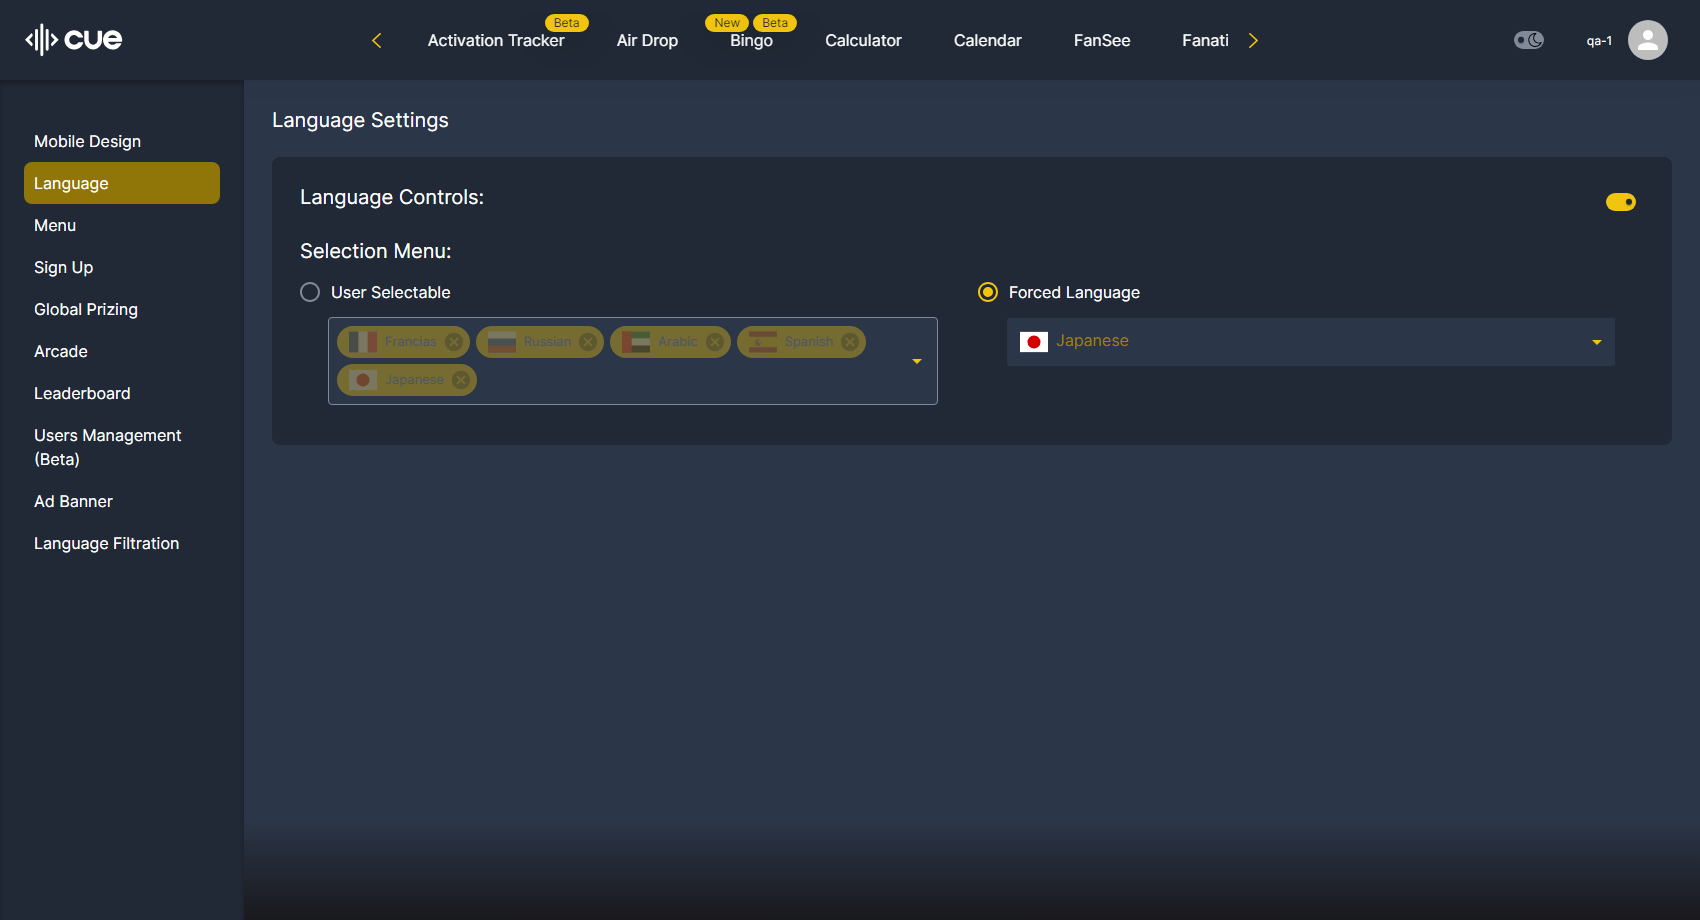 cue
Beta
Activation Tracker
Air Drop
New
Beta
Bingo
Calculator
Calendar
FanSee
Fanati
qa-1
Mobile Design
Language
Menu
Sign Up
Global Prizing
Arcade
Leaderboard
Users Management
(Beta)
Ad Banner
Language Filtration
Language Settings
Language Controls:
Selection Menu:
User Selectable
Francias
Russian
Arabic
Spanish
Japanese
Forced Language
Japanese